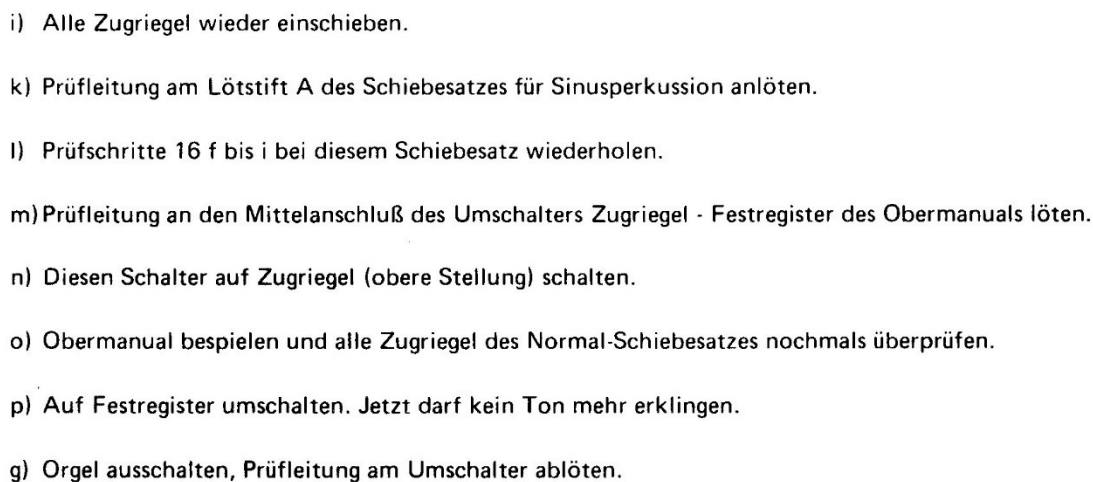 i) Alle Zugriegel wieder einschieben.
k) Prüfleitung am Lötstift A des Schiebesatzes für Sinusperkussion anlöten.
l) Prüfschritte 16 f bis i bei diesem Schiebesatz wiederholen.
m) Prüfleitung an den Mittelanschluß des Umschalters Zugriegel - Festregister des Obermanuals löten.
n) Diesen Schalter auf Zugriegel (obere Stellung) schalten.
o) Obermanual bespielen und alle Zugriegel des Normal-Schiebesatzes nochmals überprüfen.
p) Auf Festregister umschalten. Jetzt darf kein Ton mehr erklingen.
g) Orgel ausschalten, Prüfleitung am Umschalter ablöten.